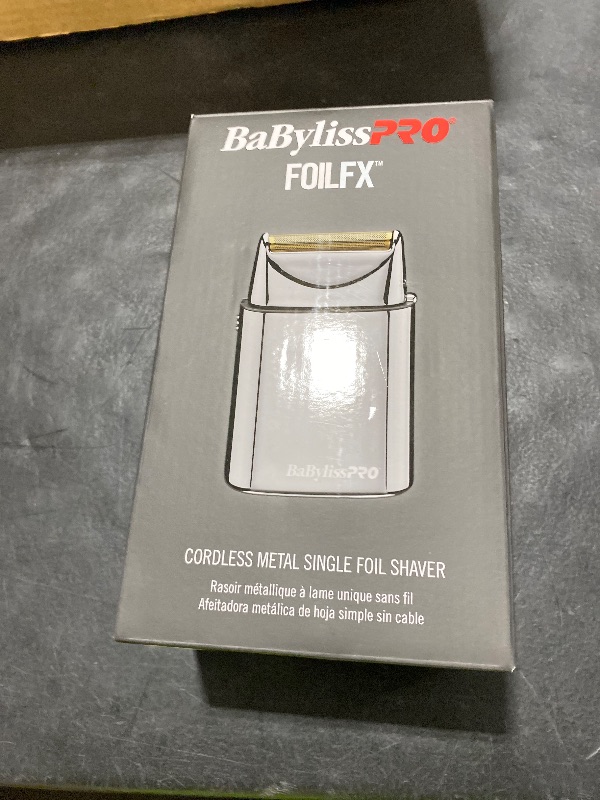 BaBylissPRO®
FOILFX™
BaBylissPRO
CORDLESS METAL SINGLE FOIL SHAVER
Rasoir métallique à lame unique sans fil
Afeitadora metálica de hoja simple sin cable